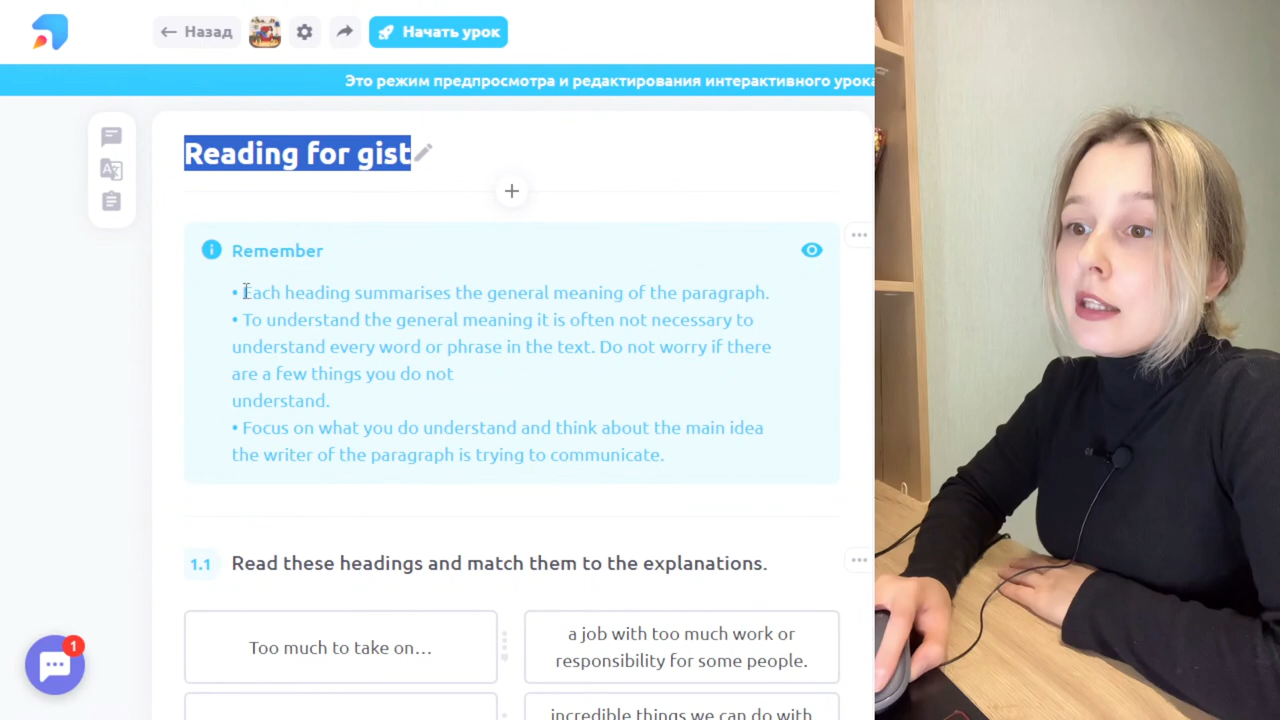 Назад
Начать урок
Это режим предпросмотра и редактирования интерактивного урока
Reading for gist
Remember
• Each heading summarises the general meaning of the paragraph.
• To understand the general meaning it is often not necessary to
understand every word or phrase in the text. Do not worry if there
are a few things you do not
understand.
• Focus on what you do understand and think about the main idea
the writer of the paragraph is trying to communicate.
1.1 Read these headings and match them to the explanations.
Too much to take on…
a job with too much work or
responsibility for some people.
incredible things we can do with
1